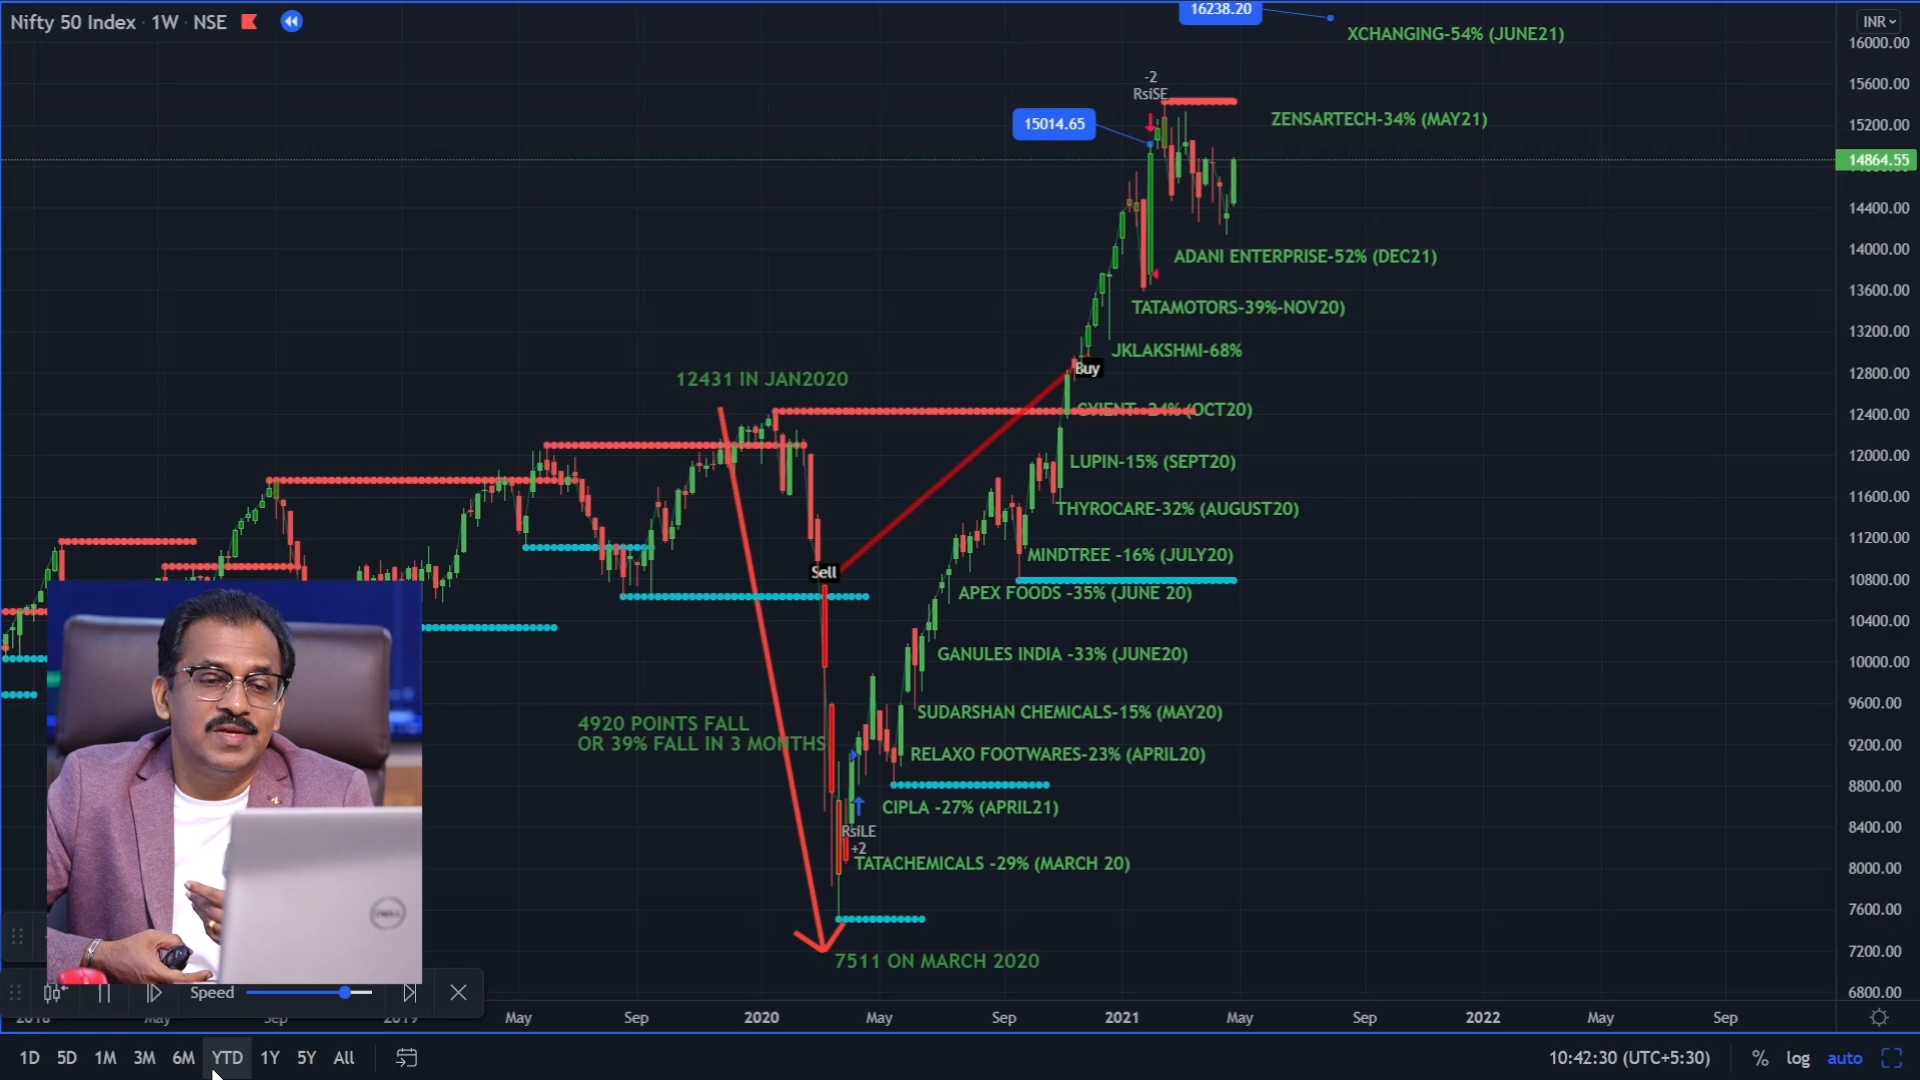 Nifty 50 Index · 1W · NSE
16238.20
INR
XCHANGING-54% (JUNE21)
16000.00
-2
RsiSE
15600.00
15014.65
ZENSARTECH-34% (MAY21)
15200.00
14864.55
14400.00
ADANI ENTERPRISE-52% (DEC21)
14000.00
13600.00
TATAMOTORS-39%-NOV20)
13200.00
JKLAKSHMI-68%
Buy
12800.00
12431 IN JAN2020
CYIENT -24% (OCT20)
12400.00
LUPIN-15% (SEPT20)
12000.00
11600.00
THYROCARE-32% (AUGUST20)
11200.00
MINDTREE -16% (JULY20)
Sell
10800.00
APEX FOODS -35% (JUNE 20)
10400.00
GANULES INDIA -33% (JUNE20)
10000.00
9600.00
SUDARSHAN CHEMICALS-15% (MAY20)
4920 POINTS FALL
OR 39% FALL IN 3 MONTHS
9200.00
RELAXO FOOTWARES-23% (APRIL20)
8800.00
CIPLA -27% (APRIL21)
8400.00
RsiLE
+2
TATACHEMICALS -29% (MARCH 20)
8000.00
DELL
7600.00
7511 ON MARCH 2020
7200.00
Speed
6800.00
2018 May Sep 2019 May Sep 2020 May Sep 2021 May Sep 2022 May Sep
1D 5D 1M 3M 6M YTD 1Y 5Y All
10:42:30 (UTC+5:30) % log auto